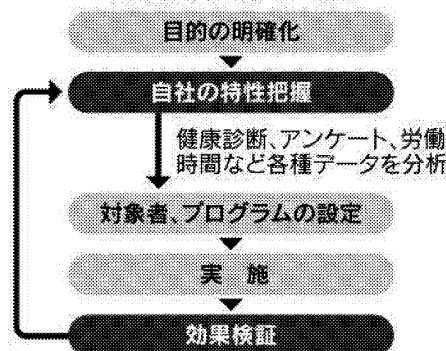 目的の明確化
自社の特性把握
健康診断、アンケート、労働
時間など各種データを分析
対象者、プログラムの設定
実　施
効果検証